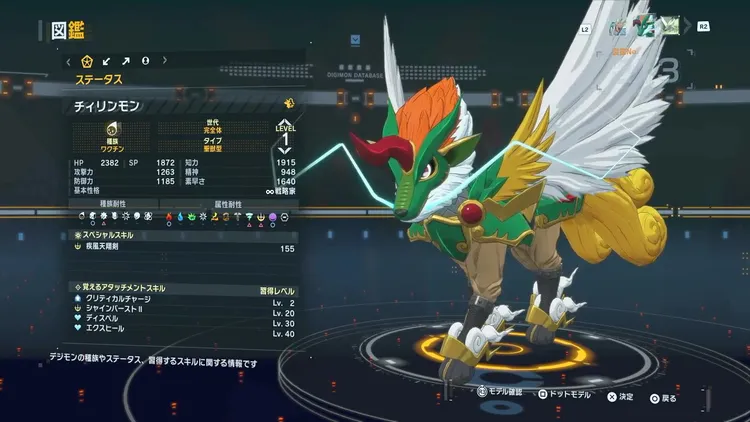 図鑑
L2
R2
図鑑No
3
ステータス
DIGIMON DATABASE
チィリンモン
種族
ワクチン
世代
完全体
タイプ
聖獣型
LEVEL
1
HP 2382 SP 1872 知力 1915
攻撃力 1263 精神 948
防御力 1185 素早さ 1640
基本性格 戦略家
種族耐性 属性耐性
スペシャルスキル
疾風天翔剣 155
覚えるアタッチメントスキル 習得レベル
クリティカルチャージ Lv. 2
シャインバーストⅡ Lv. 20
ディスペル Lv. 30
エクスヒール Lv. 40
デジモンの種族やステータス、習得するスキルに関する情報です
R3 モデル確認 ドットモデル 決定 戻る